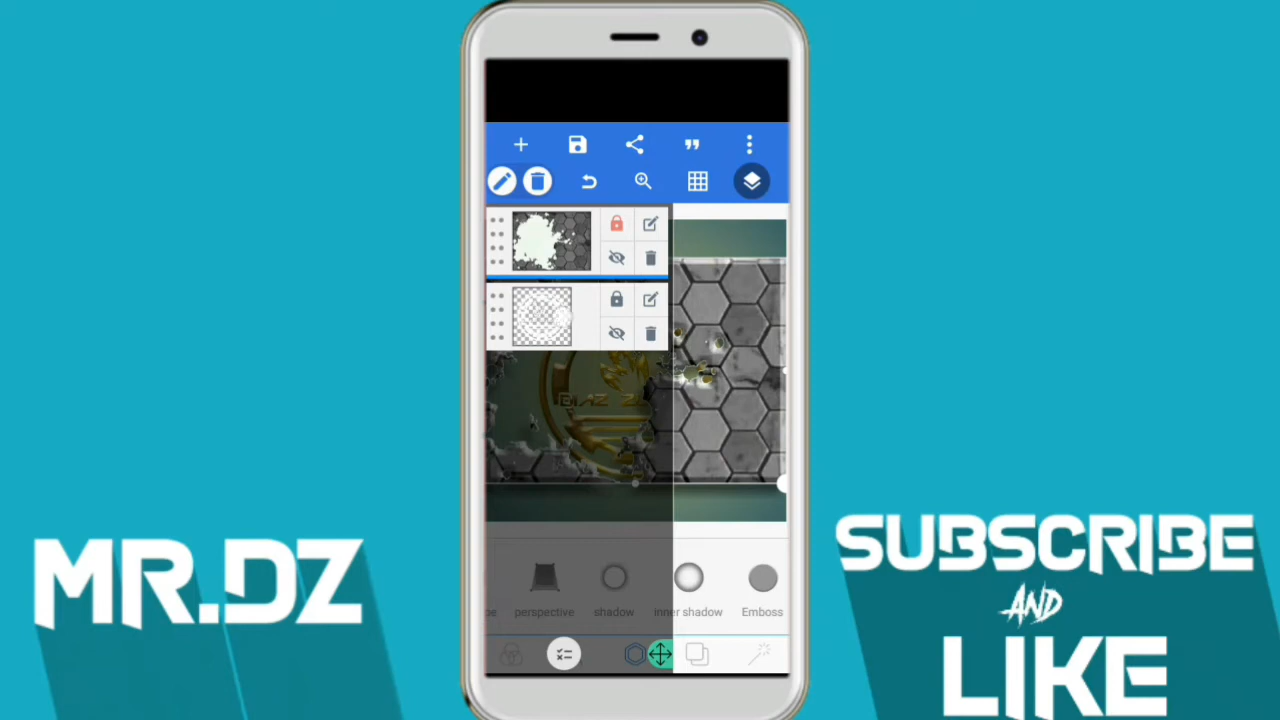 perspective
shadow
inner shadow
Emboss
MR.DZ
SUBSCRIBE
AND
LIKE